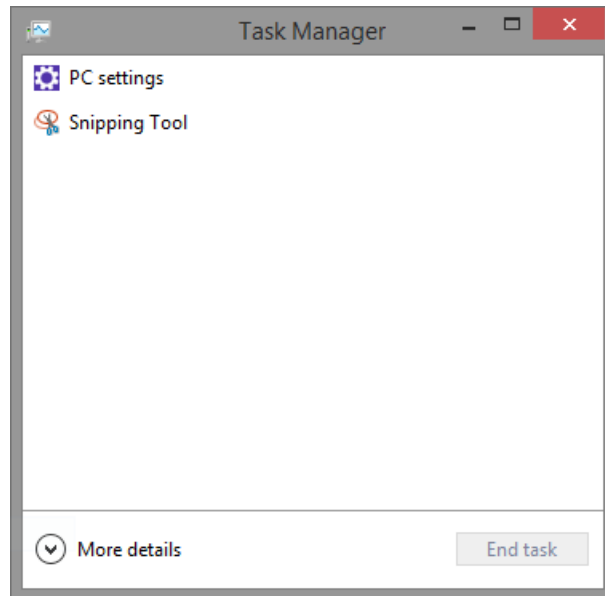 Task Manager
PC settings
Snipping Tool
More details
End task